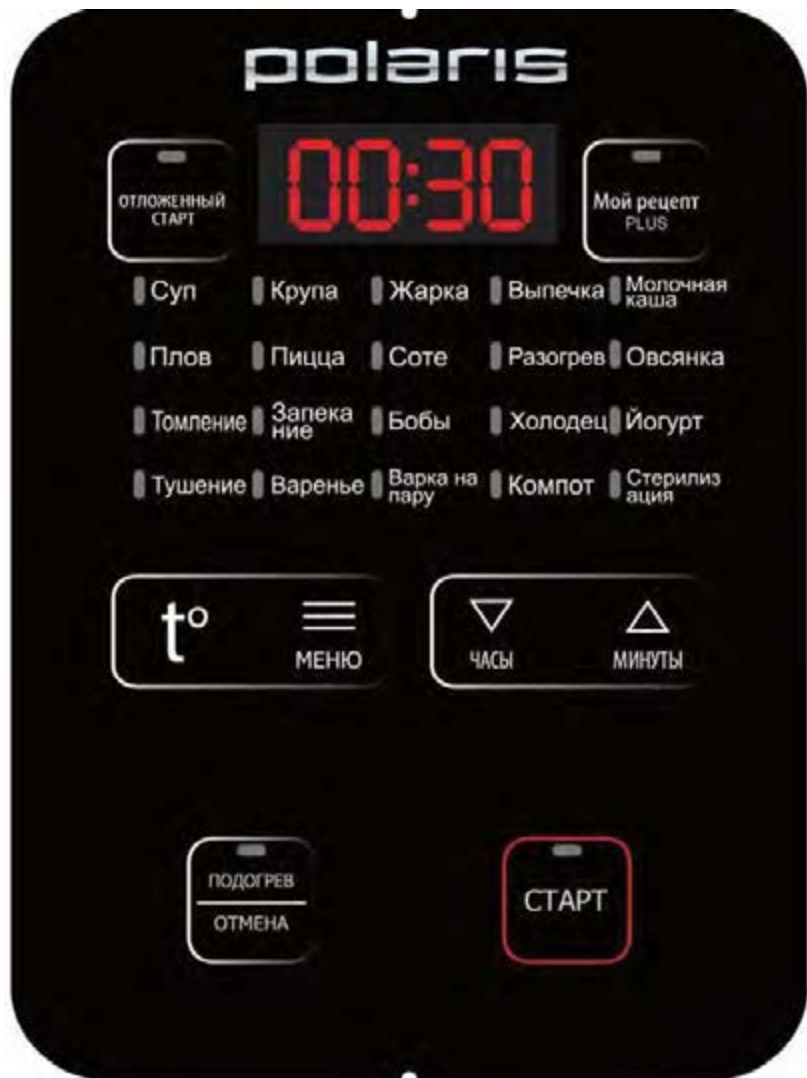 polaris
ОТЛОЖЕННЫЙ
СТАРТ
00:30
Мой рецепт
PLUS
Суп Крупа Жарка Выпечка Молочная
каша
Плов Пицца Соте Разогрев Овсянка
Томление Запека
ние Бобы Холодец Йогурт
Тушение Варенье Варка на
пару Компот Стерилиз
ация
t°
МЕНЮ
ЧАСЫ
МИНУТЫ
ПОДОГРЕВ
ОТМЕНА
СТАРТ